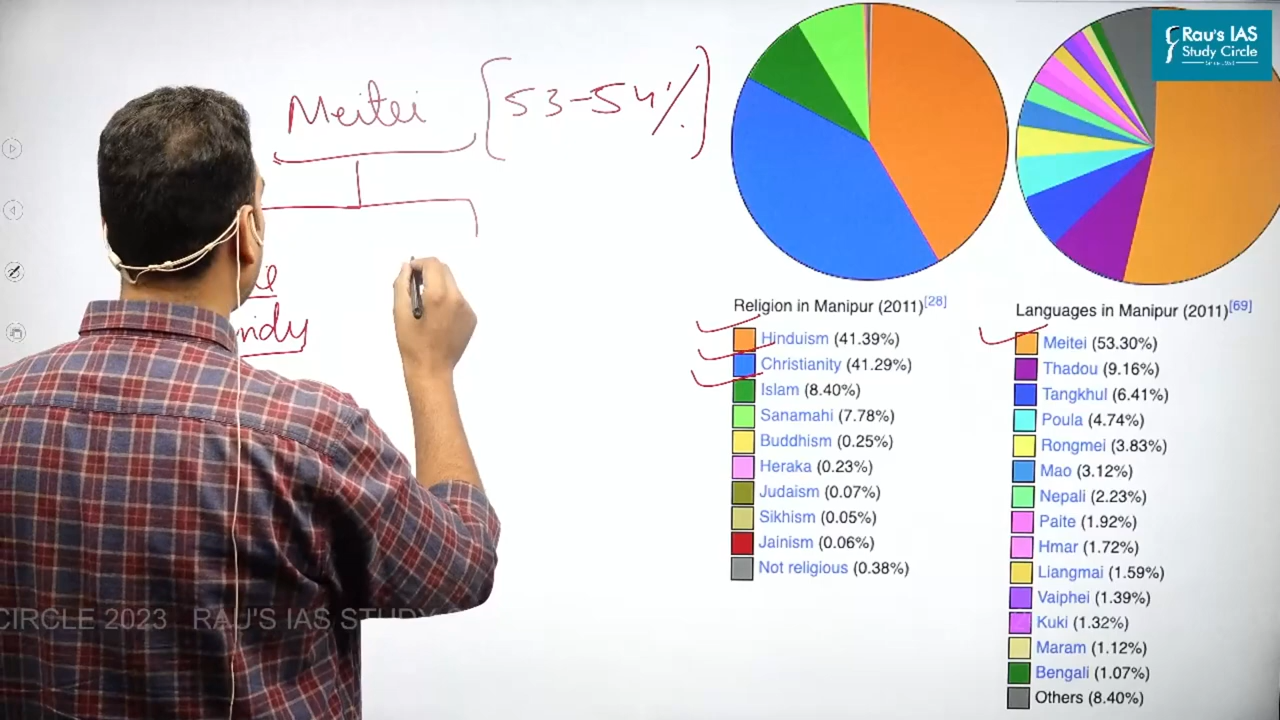 Meitei [53-54%]
Rau's IAS
Study Circle
SINCE 1953
Religion in Manipur (2011)[28]
Hinduism (41.39%)
Christianity (41.29%)
Islam (8.40%)
Sanamahi (7.78%)
Buddhism (0.25%)
Heraka (0.23%)
Judaism (0.07%)
Sikhism (0.05%)
Jainism (0.06%)
Not religious (0.38%)
Languages in Manipur (2011)[69]
Meitei (53.30%)
Thadou (9.16%)
Tangkhul (6.41%)
Poula (4.74%)
Rongmei (3.83%)
Mao (3.12%)
Nepali (2.23%)
Paite (1.92%)
Hmar (1.72%)
Liangmai (1.59%)
Vaiphei (1.39%)
Kuki (1.32%)
Maram (1.12%)
Bengali (1.07%)
Others (8.40%)
CIRCLE 2023 RAU'S IAS STUDY